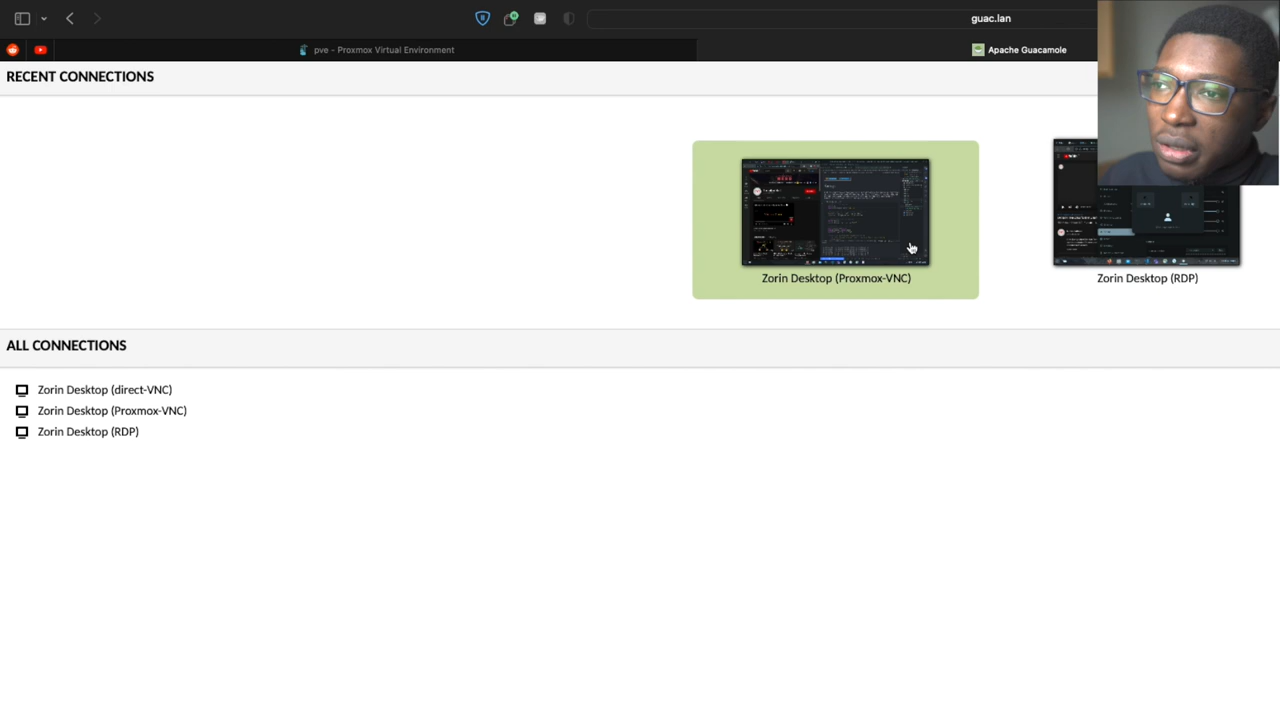 guac.lan
pve - Proxmox Virtual Environment
Apache Guacamole
RECENT CONNECTIONS
Zorin Desktop (Proxmox-VNC)
Zorin Desktop (RDP)
ALL CONNECTIONS
Zorin Desktop (direct-VNC)
Zorin Desktop (Proxmox-VNC)
Zorin Desktop (RDP)